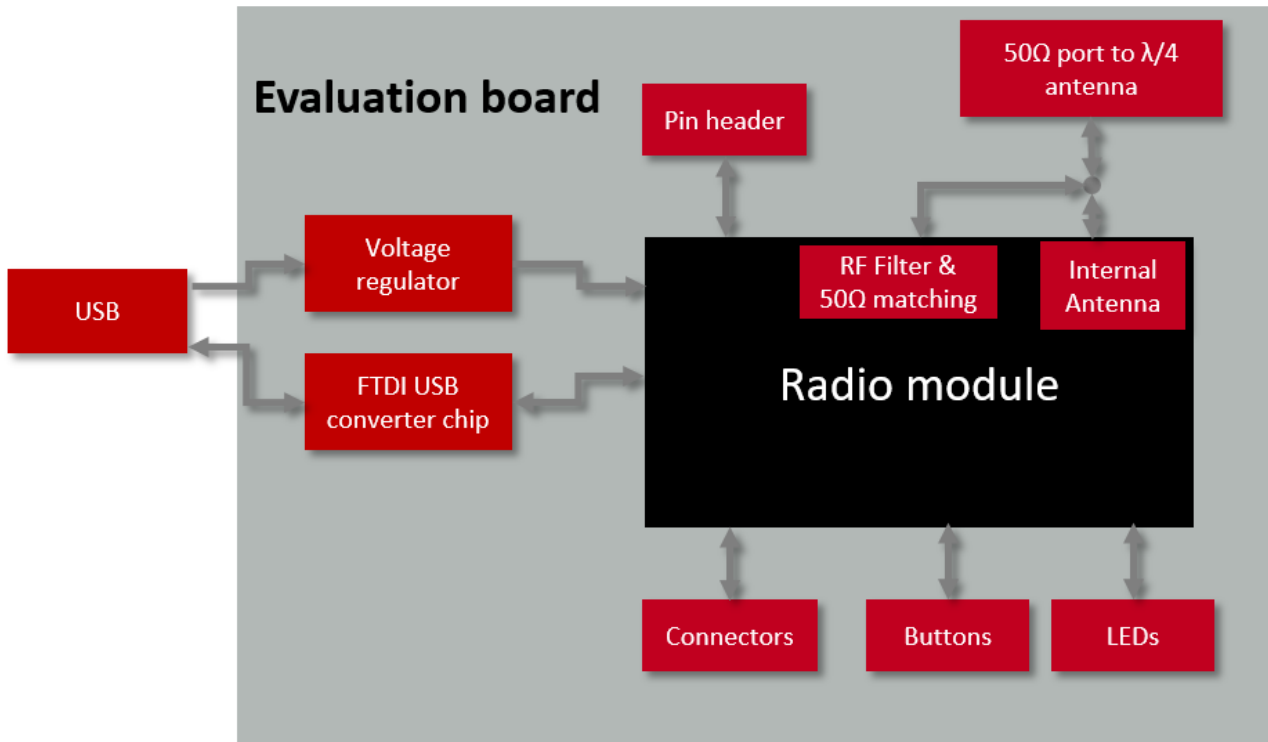 Evaluation board
50Ω port to λ/4
antenna
Pin header
Voltage
regulator
RF Filter &
50Ω matching
Internal
Antenna
USB
FTDI USB
converter chip
Radio module
Connectors
Buttons
LEDs